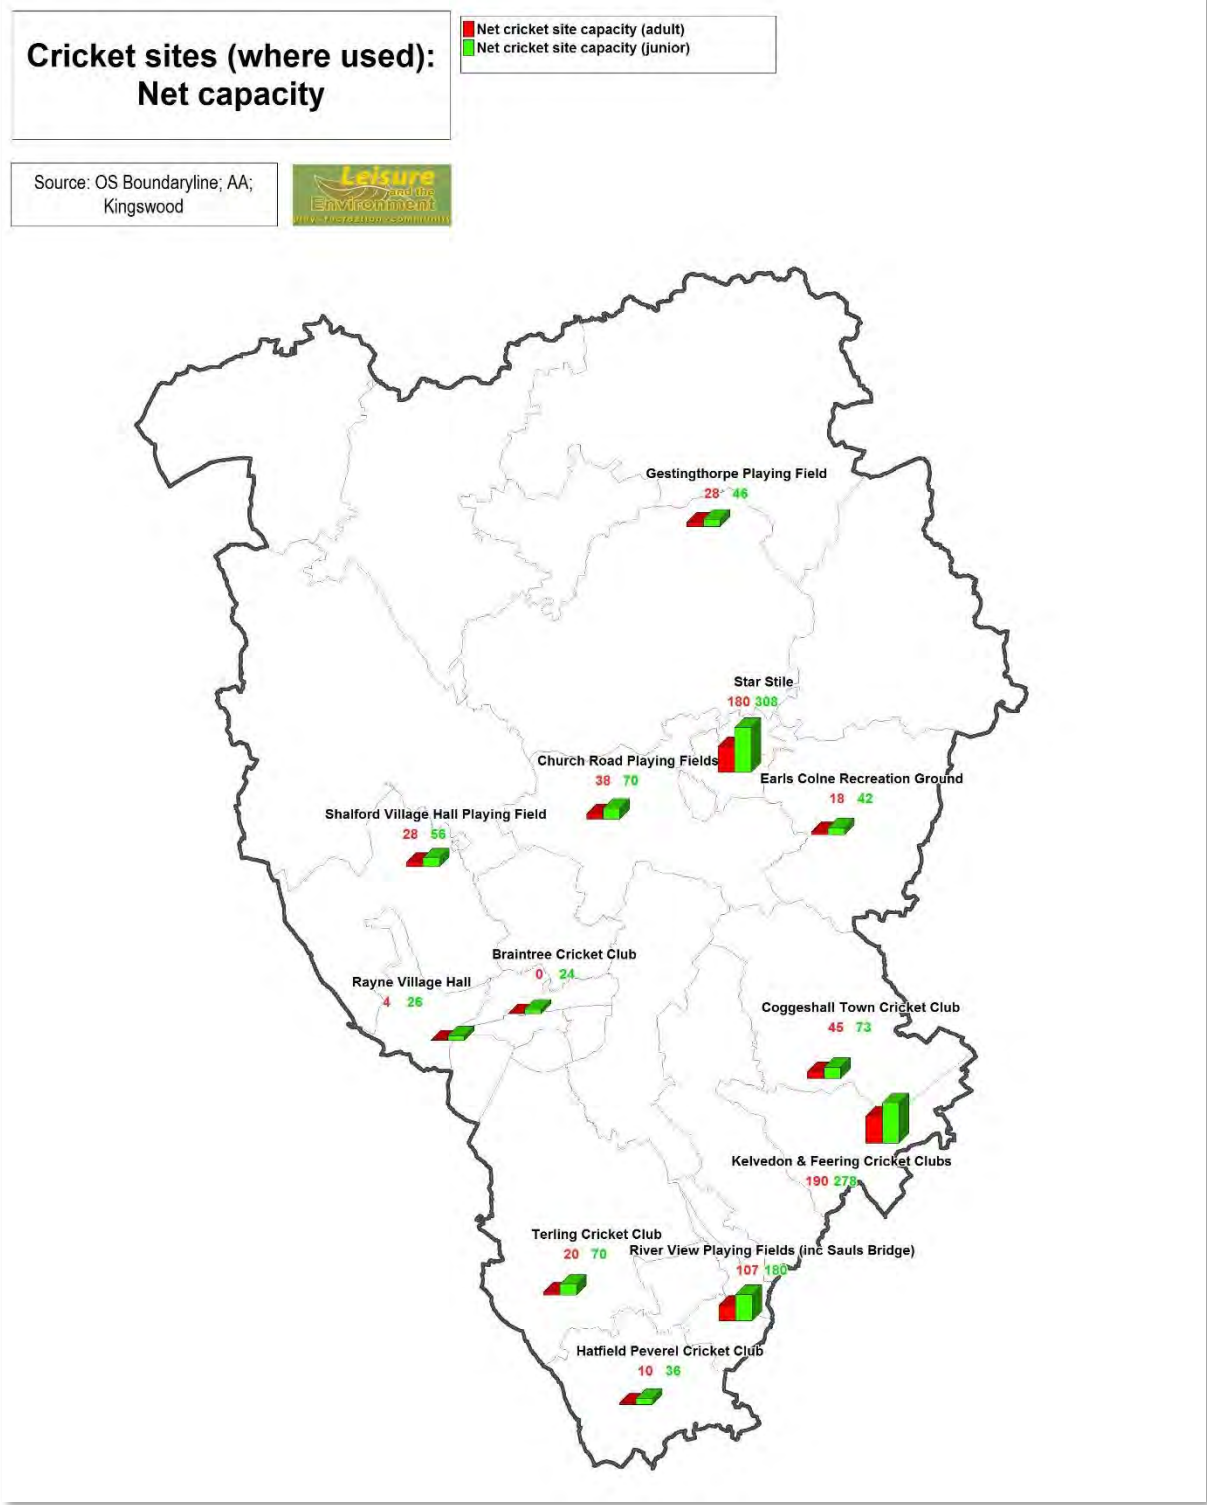 Cricket sites (where used):
Net capacity
Net cricket site capacity (adult)
Net cricket site capacity (junior)
Source: OS Boundaryline; AA;
Kingswood
Leisure
and the
Environment
play · recreation · community
Gestingthorpe Playing Field
28 46
Star Stile
180 308
Church Road Playing Fields
38 70
Earls Colne Recreation Ground
18 42
Shalford Village Hall Playing Field
28 56
Braintree Cricket Club
0 24
Rayne Village Hall
4 26
Coggeshall Town Cricket Club
45 73
Kelvedon & Feering Cricket Clubs
190 278
Terling Cricket Club
20 70
River View Playing Fields (inc Sauls Bridge)
107 180
Hatfield Peverel Cricket Club
10 36